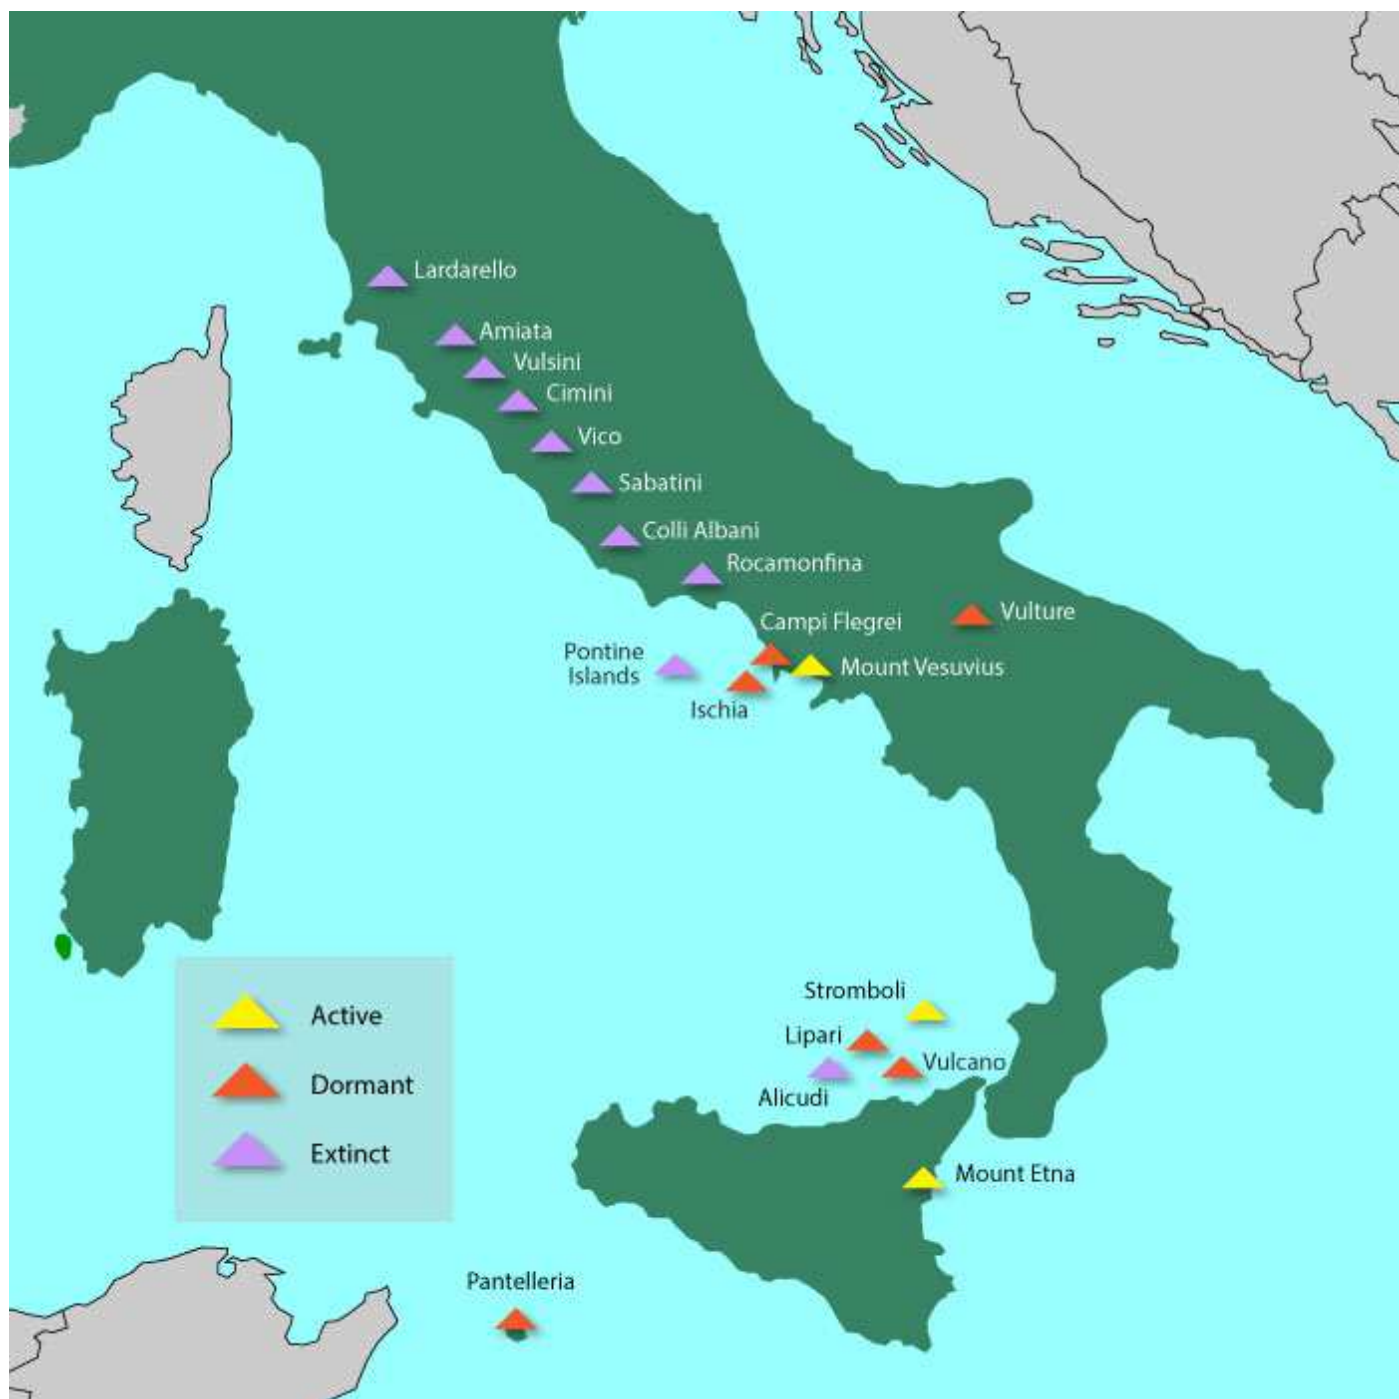 Lardarello
Amiata
Vulsini
Cimini
Vico
Sabatini
Colli Albani
Rocamonfina
Vulture
Campi Flegrei
Pontine
Islands
Mount Vesuvius
Ischia
Stromboli
Lipari
Vulcano
Alicudi
Mount Etna
Pantelleria
Active
Dormant
Extinct